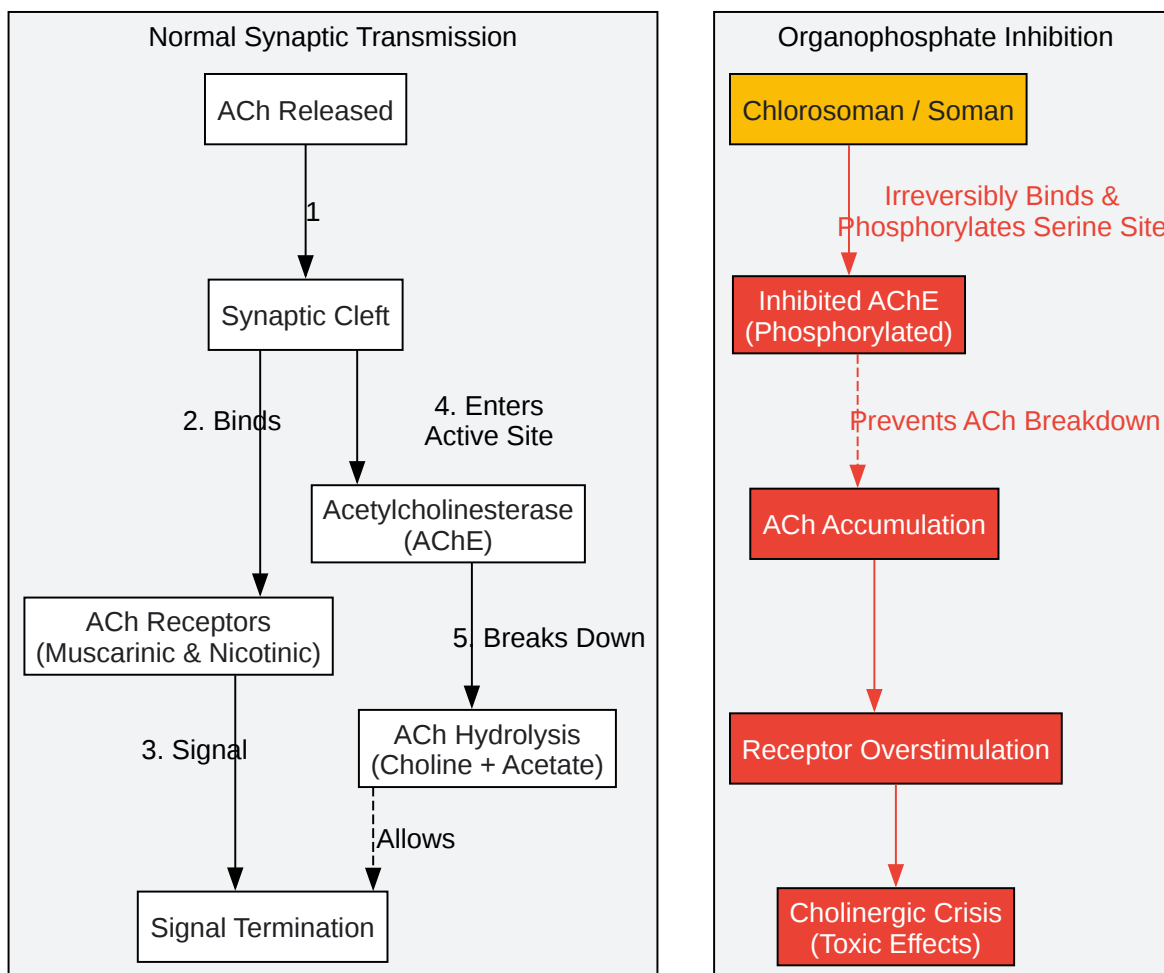 Normal Synaptic Transmission
ACh Released
1
Synaptic Cleft
2. Binds
4. Enters
Active Site
Acetylcholinesterase
(AChE)
ACh Receptors
(Muscarinic & Nicotinic)
5. Breaks Down
3. Signal
ACh Hydrolysis
(Choline + Acetate)
Allows
Signal Termination
Organophosphate Inhibition
Chlorosoman / Soman
Irreversibly Binds &
Phosphorylates Serine Site
Inhibited AChE
(Phosphorylated)
Prevents ACh Breakdown
ACh Accumulation
Receptor Overstimulation
Cholinergic Crisis
(Toxic Effects)